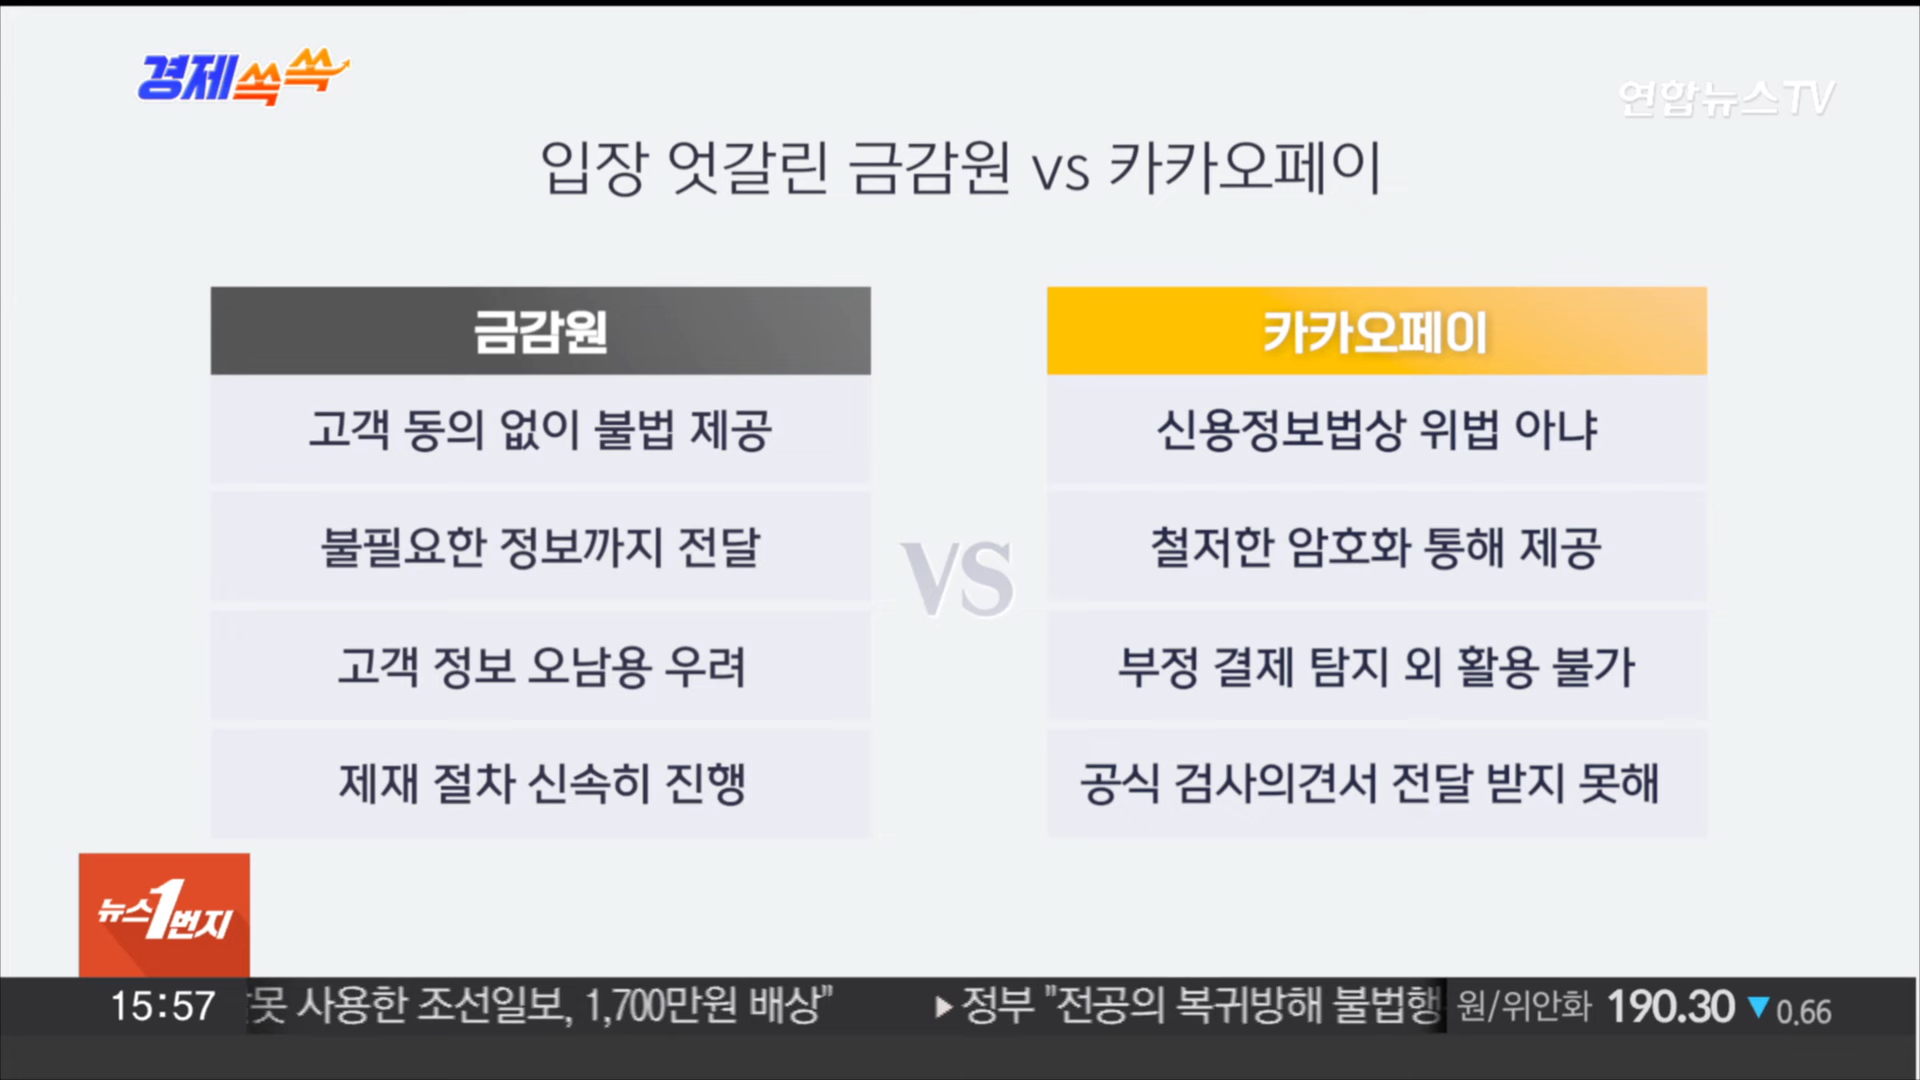 경제쏙쏙
연합뉴스TV
입장 엇갈린 금감원 vs 카카오페이
금감원
고객 동의 없이 불법 제공
불필요한 정보까지 전달
고객 정보 오남용 우려
제재 절차 신속히 진행
VS
카카오페이
신용정보법상 위법 아냐
철저한 암호화 통해 제공
부정 결제 탐지 외 활용 불가
공식 검사의견서 전달 받지 못해
뉴스1번지
15:57
못 사용한 조선일보, 1,700만원 배상"
▶정부 "전공의 복귀방해 불법행
원/위안화 190.30 ▼0.66